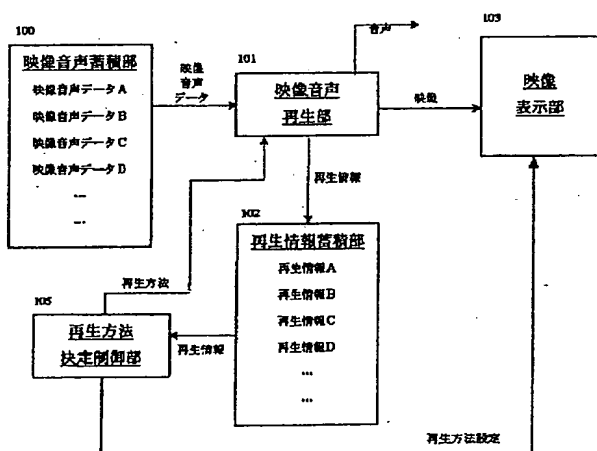 100
映像音声蓄積部
映像音声データA
映像音声データB
映像音声データC
映像音声データD
...
...
映像
音声
データ
101
映像音声
再生部
音声
映像
103
映像
表示部
再生情報
102
再生情報蓄積部
再生情報A
再生情報B
再生情報C
再生情報D
...
...
再生方法
105
再生方法
決定制御部
再生情報
再生方法設定